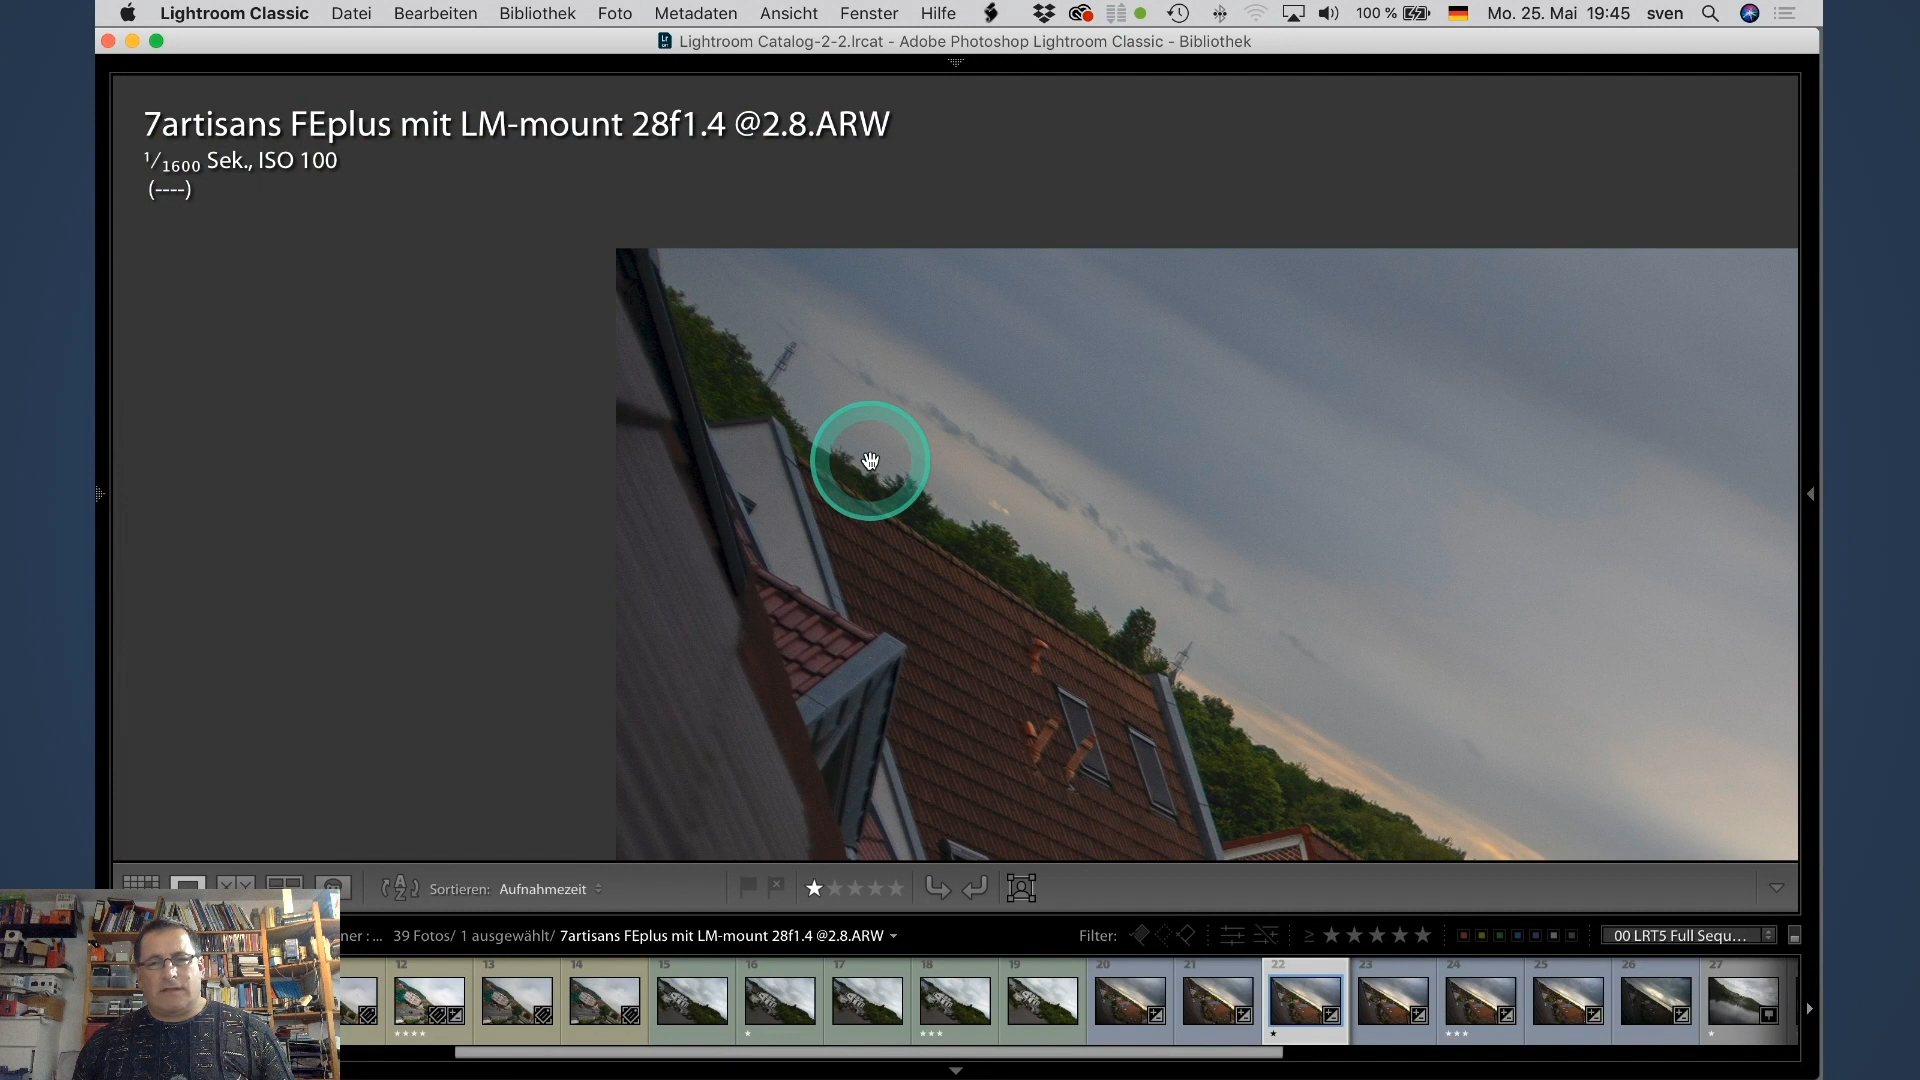 Lightroom Classic Datei Bearbeiten Bibliothek Foto Metadaten Ansicht Fenster Hilfe 100 % Mo. 25. Mai 19:45 sven
Lightroom Catalog-2-2.lrcat - Adobe Photoshop Lightroom Classic - Bibliothek
7artisans FEplus mit LM-mount 28f1.4 @2.8.ARW
1/1600 Sek., ISO 100
(----)
Sortieren: Aufnahmezeit
ner : ... 39 Fotos/ 1 ausgewählt/ 7artisans FEplus mit LM-mount 28f1.4 @2.8.ARW Filter: 00 LRT5 Full Sequ...
12 13 14 15 16 17 18 19 20 21 22 23 24 25 26 27